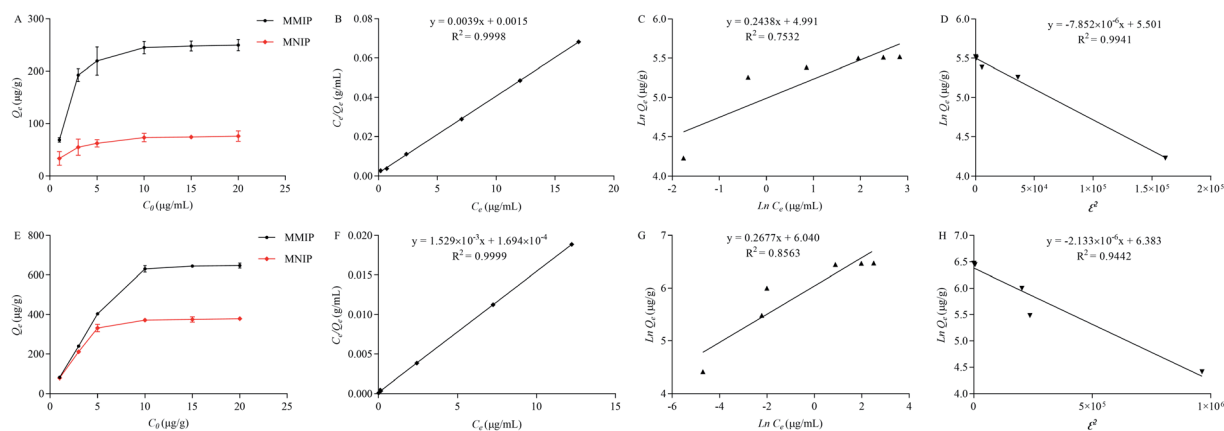 A
MMIP
MNIP
300
200
100
0
0
5
10
15
20
25
Qe (μg/g)
C0 (μg/mL)
B
y = 0.0039x + 0.0015
R² = 0.9998
0.08
0.06
0.04
0.02
0.00
0
5
10
15
20
Ce/Qe (g/mL)
Ce (μg/mL)
C
y = 0.2438x + 4.991
R² = 0.7532
6.0
5.5
5.0
4.5
4.0
-2
-1
0
1
2
3
Ln Qe (μg/g)
Ln Ce (μg/mL)
D
y = -7.852×10⁻⁶x + 5.501
R² = 0.9941
6.0
5.5
5.0
4.5
4.0
0
5×10⁴
1×10⁵
2×10⁵
2×10⁵
Ln Qe (μg/g)
ε²
E
MMIP
MNIP
800
600
400
200
0
0
5
10
15
20
25
Qe (μg/g)
C0 (μg/g)
F
y = 1.529×10⁻³x + 1.694×10⁻⁴
R² = 0.9999
0.020
0.015
0.010
0.005
0.000
0
5
10
15
Ce/Qe (g/mL)
Ce (μg/mL)
G
y = 0.2677x + 6.040
R² = 0.8563
7
6
5
4
-6
-4
-2
0
2
4
Ln Qe (μg/g)
Ln Ce (μg/mL)
H
y = -2.133×10⁻⁶x + 6.383
R² = 0.9442
7.0
6.5
6.0
5.5
5.0
4.5
4.0
0
5×10⁵
1×10⁶
Ln Qe (μg/g)
ε²